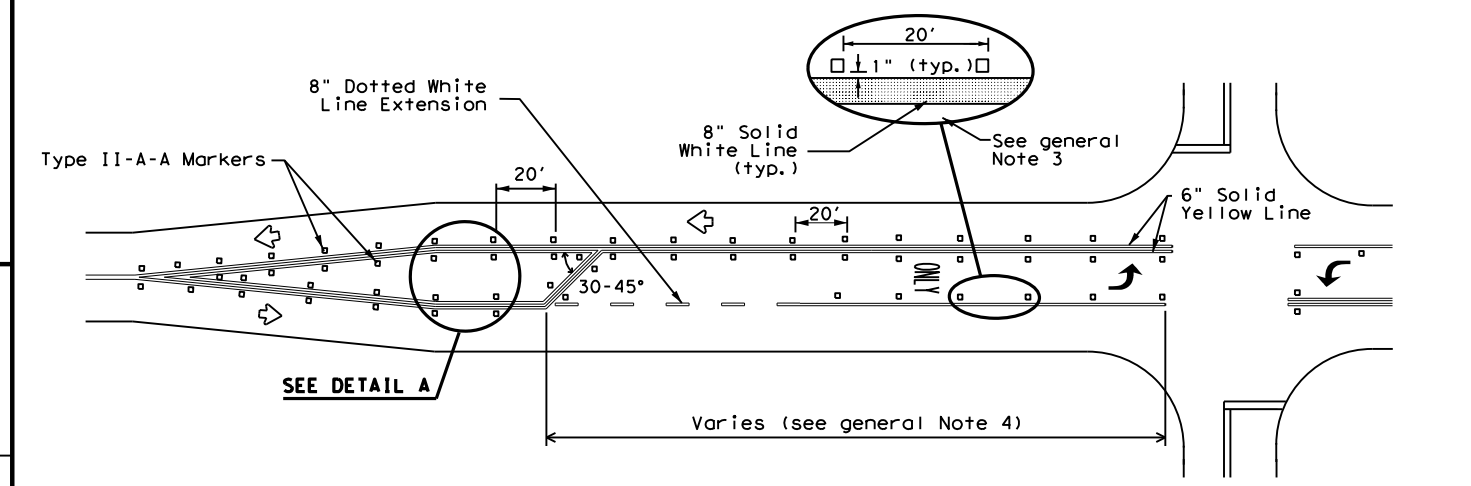 20'
1" (typ.)
8" Dotted White
Line Extension
8" Solid
White Line
(typ.)
See general
Note 3
Type II-A-A Markers
20'
6" Solid
Yellow Line
20'
ONLY
30-45°
SEE DETAIL A
Varies (see general Note 4)